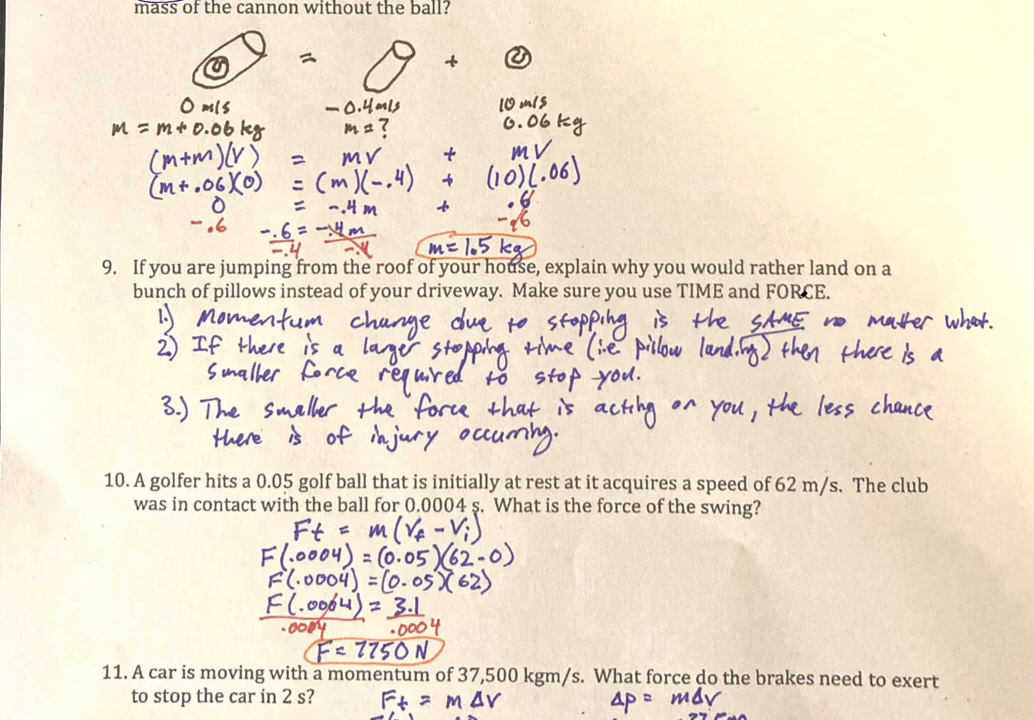 mass of the cannon without the ball?
= +
0 m/s -0.4 m/s 10 m/s
m = m + 0.06 kg m = ? 0.06 kg
(m+m)(V) = mV + mV
(m+.06)(0) = (m)(-.4) + (10)(.06)
0 = -.4 m + .6
-.6 -.6 = -.4 m -.6
-.4 -.4 m = 1.5 kg
9. If you are jumping from the roof of your house, explain why you would rather land on a
bunch of pillows instead of your driveway. Make sure you use TIME and FORCE.
1.) Momentum change due to stopping is the SAME no matter what.
2) If there is a larger stopping time (i.e pillow landing) then there is a
smaller force required to stop you.
3.) The smaller the force that is acting on you, the less chance
there is of injury occurring.
10. A golfer hits a 0.05 golf ball that is initially at rest at it acquires a speed of 62 m/s. The club
was in contact with the ball for 0.0004 s. What is the force of the swing?
Ft = m(Vf - Vi)
F(.0004) = (0.05)(62-0)
F(.0004) = (0.05)(62)
F(.0004) = 3.1
.0004 .0004
F = 7750 N
11. A car is moving with a momentum of 37,500 kgm/s. What force do the brakes need to exert
to stop the car in 2 s? Ft = m ΔV Δp = mΔv